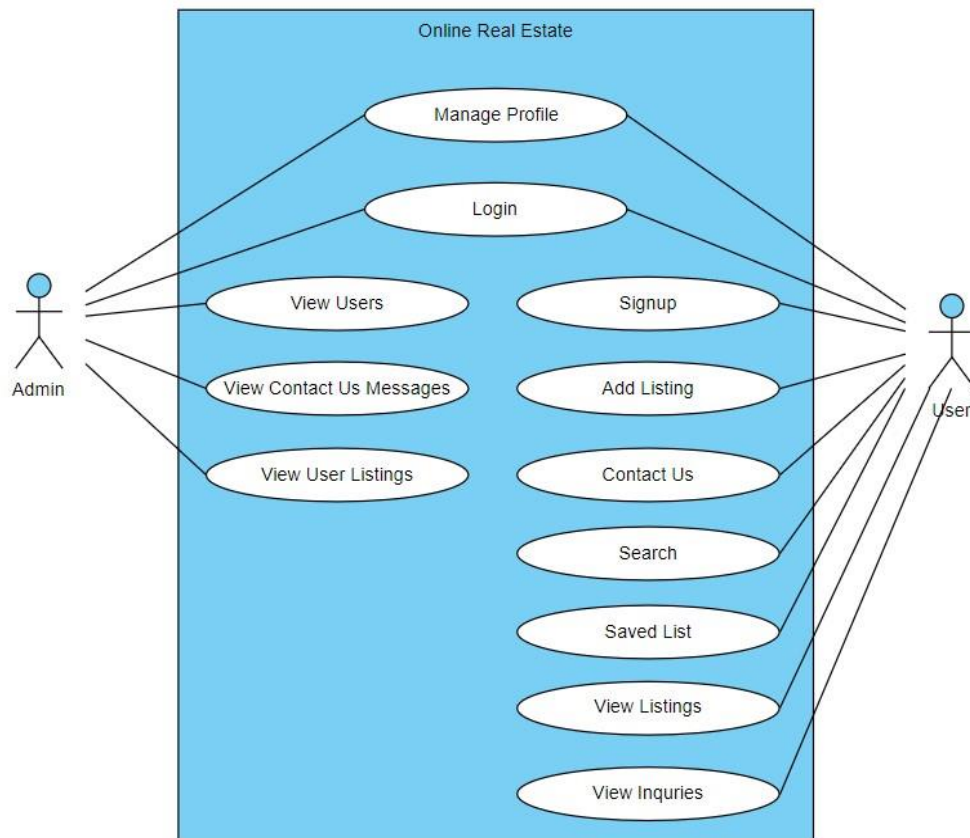 Online Real Estate
Manage Profile
Login
View Users
Signup
Admin
View Contact Us Messages
Add Listing
User
View User Listings
Contact Us
Search
Saved List
View Listings
View Inquries